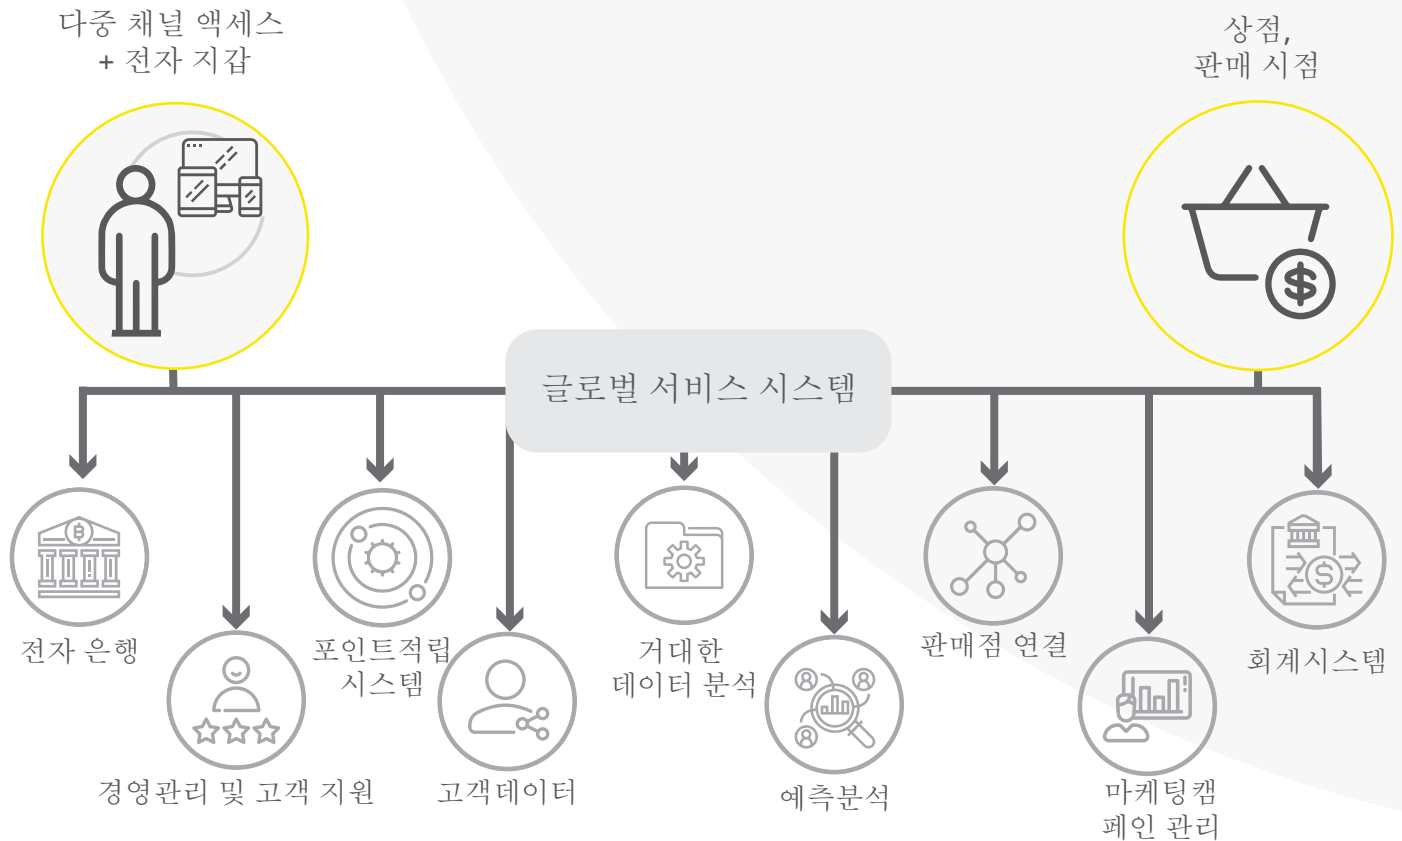 다중 채널 액세스
+ 전자 지갑
상점,
판매 시점
글로벌 서비스 시스템
전자 은행
경영관리 및 고객 지원
포인트적립
시스템
고객데이터
거대한
데이터 분석
예측분석
판매점 연결
마케팅캠
페인 관리
회계시스템